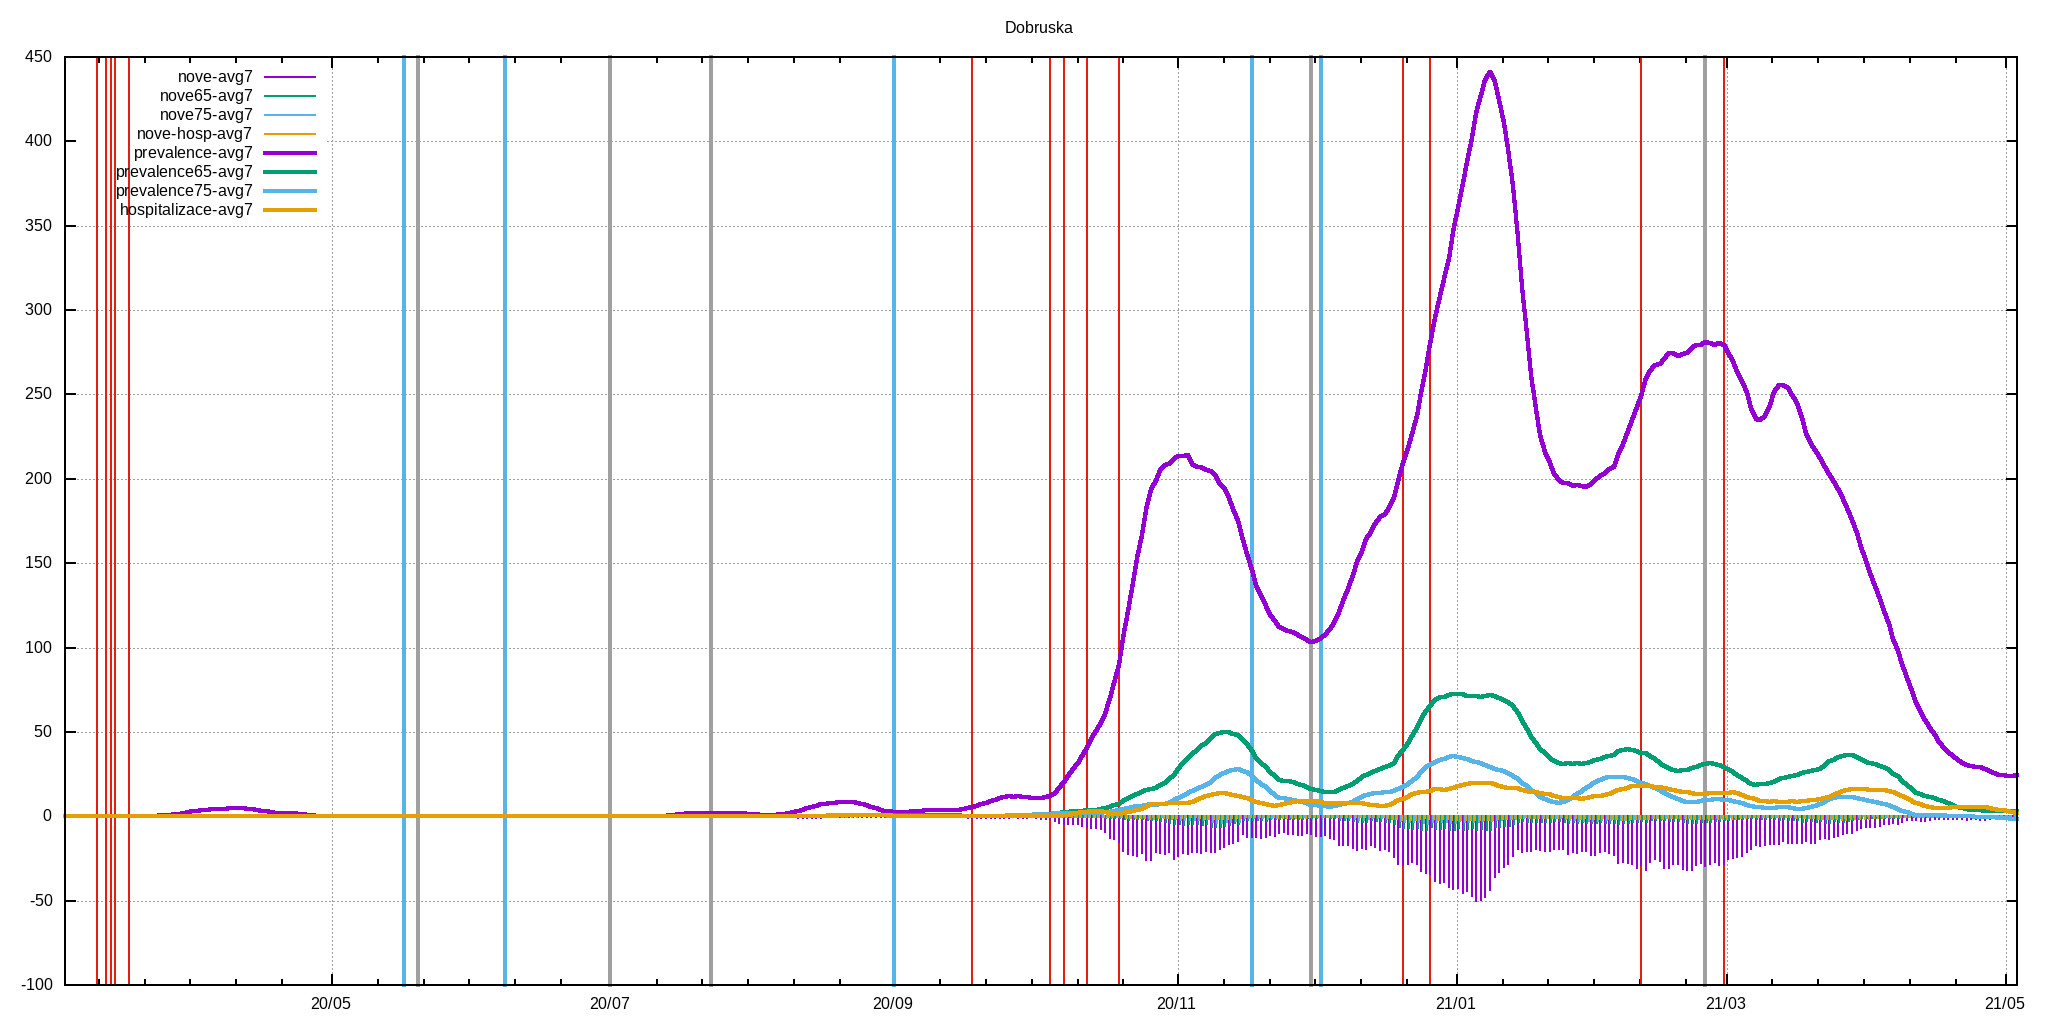 Dobruska
450
400
350
300
250
200
150
100
50
0
-50
-100
nove-avg7
nove65-avg7
nove75-avg7
nove-hosp-avg7
prevalence-avg7
prevalence65-avg7
prevalence75-avg7
hospitalizace-avg7
20/05 20/07 20/09 20/11 21/01 21/03 21/05